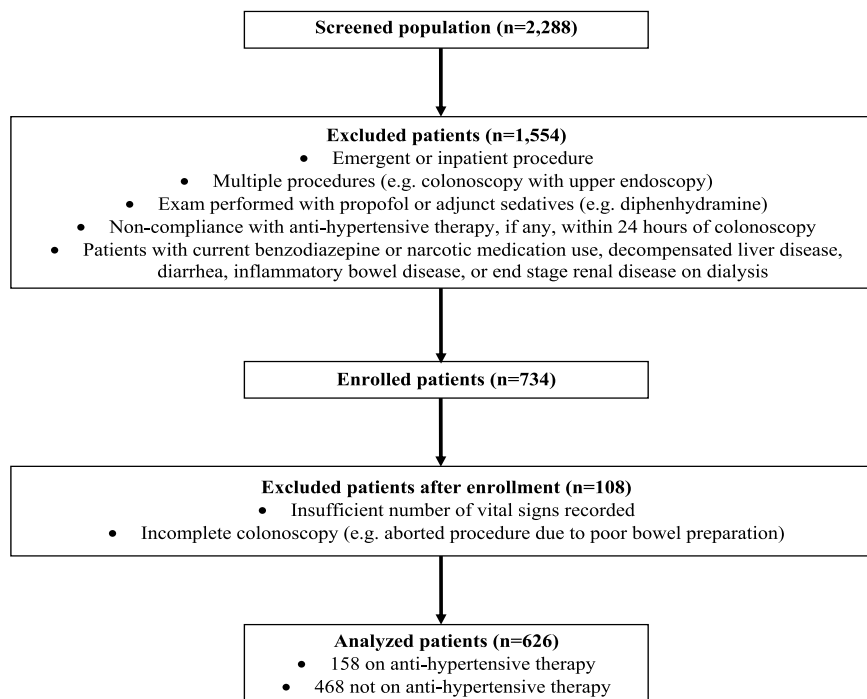 Screened population (n=2,288)
Excluded patients (n=1,554)
• Emergent or inpatient procedure
• Multiple procedures (e.g. colonoscopy with upper endoscopy)
• Exam performed with propofol or adjunct sedatives (e.g. diphenhydramine)
• Non-compliance with anti-hypertensive therapy, if any, within 24 hours of colonoscopy
• Patients with current benzodiazepine or narcotic medication use, decompensated liver disease,
diarrhea, inflammatory bowel disease, or end stage renal disease on dialysis
Enrolled patients (n=734)
Excluded patients after enrollment (n=108)
• Insufficient number of vital signs recorded
• Incomplete colonoscopy (e.g. aborted procedure due to poor bowel preparation)
Analyzed patients (n=626)
• 158 on anti-hypertensive therapy
• 468 not on anti-hypertensive therapy